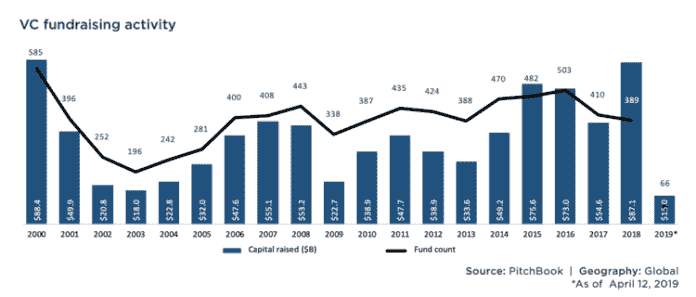 VC fundraising activity
585 396 252 196 242 281 400 408 443 338 387 435 424 388 470 482 503 410 389 66
$88.4 $49.9 $20.8 $18.0 $22.8 $32.0 $47.6 $55.1 $53.2 $22.7 $38.9 $47.7 $38.9 $33.6 $49.2 $75.6 $73.0 $54.6 $87.1 $15.0
2000 2001 2002 2003 2004 2005 2006 2007 2008 2009 2010 2011 2012 2013 2014 2015 2016 2017 2018 2019*
Capital raised ($B) Fund count
Source: PitchBook | Geography: Global
*As of April 12, 2019